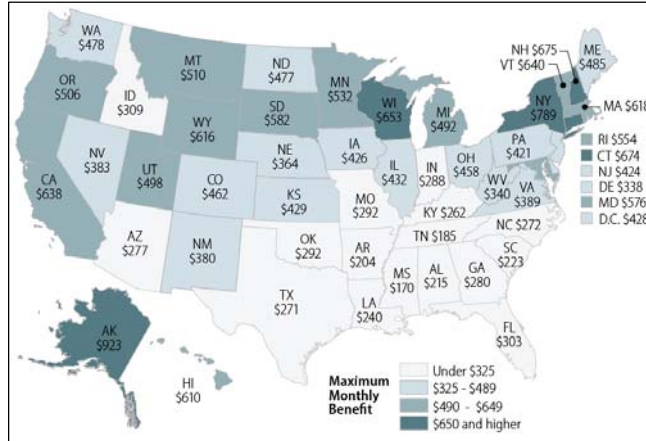 WA
$478
MT
$510
ND
$477
MN
$532
NH $675
VT $640
ME
$485
OR
$506
ID
$309
WY
$616
SD
$582
WI
$653
MI
$492
NY
$789
MA $618
RI $554
CT $674
NJ $424
DE $338
MD $576
D.C. $428
NV
$383
UT
$498
CO
$462
NE
$364
IA
$426
IL
$432
IN
$288
OH
$458
PA
$421
WV
$340
VA
$389
CA
$638
KS
$429
MO
$292
KY $262
NC $272
TN $185
SC
$223
AZ
$277
NM
$380
OK
$292
AR
$204
MS
$170
AL
$215
GA
$280
TX
$271
LA
$240
FL
$303
AK
$923
HI
$610
Maximum
Monthly
Benefit
Under $325
$325 - $489
$490 - $649
$650 and higher